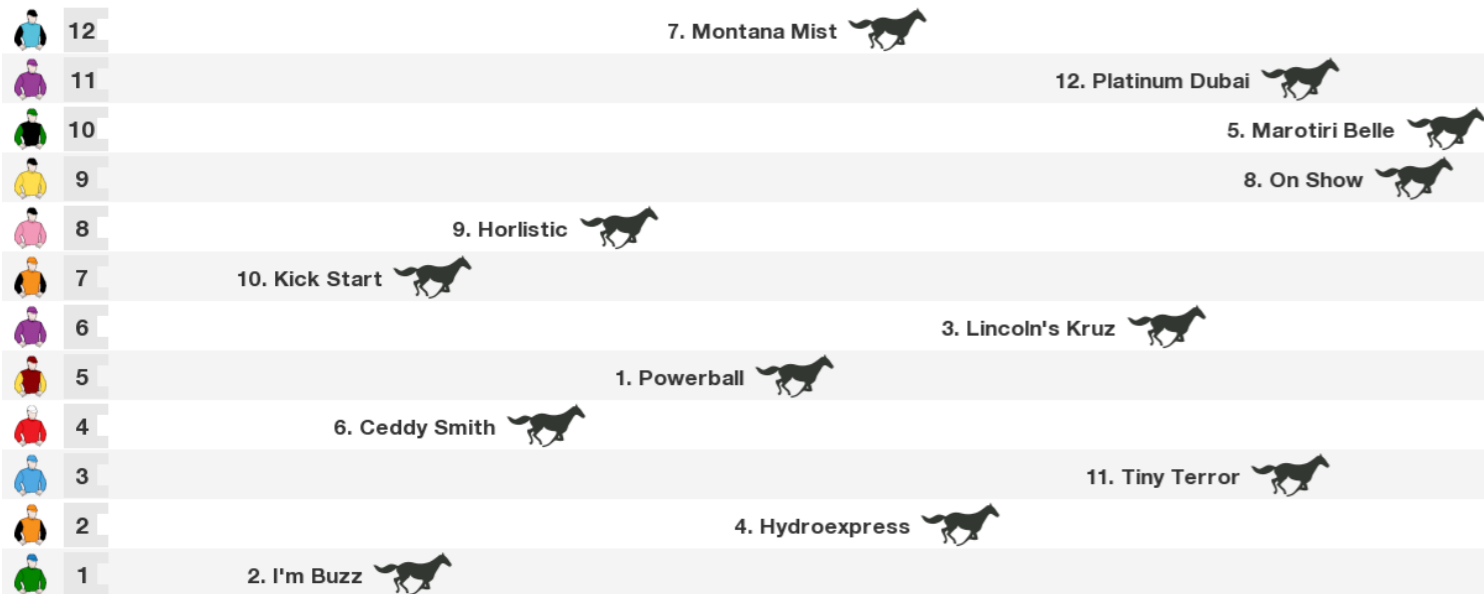 12 7. Montana Mist
11 12. Platinum Dubai
10 5. Marotiri Belle
9 8. On Show
8 9. Horlistic
7 10. Kick Start
6 3. Lincoln's Kruz
5 1. Powerball
4 6. Ceddy Smith
3 11. Tiny Terror
2 4. Hydroexpress
1 2. I'm Buzz